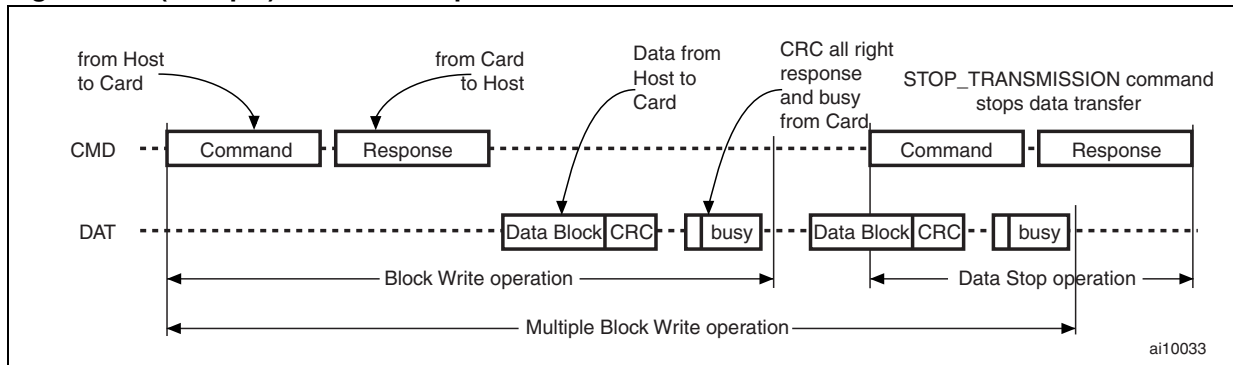 from Host
to Card
from Card
to Host
Data from
Host to
Card
CRC all right
response
and busy
from Card
STOP_TRANSMISSION command
stops data transfer
CMD
Command
Response
Command
Response
DAT
Data Block
CRC
busy
Data Block
CRC
busy
Block Write operation
Data Stop operation
Multiple Block Write operation
ai10033